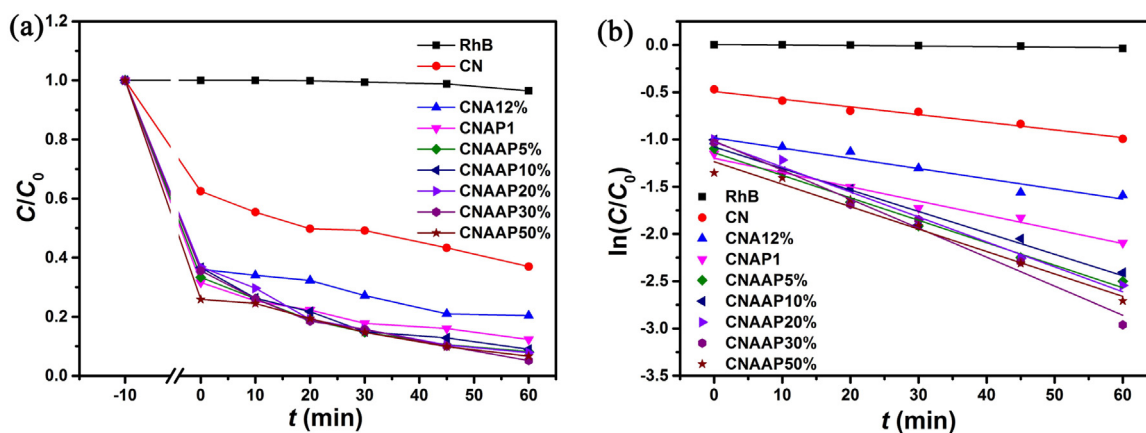 (a)
C/C0
1.2
1.0
0.8
0.6
0.4
0.2
0.0
-10
0
10
20
30
40
50
60
t (min)
RhB
CN
CNA12%
CNAP1
CNAAP5%
CNAAP10%
CNAAP20%
CNAAP30%
CNAAP50%
(b)
ln(C/C0)
0.0
-0.5
-1.0
-1.5
-2.0
-2.5
-3.0
-3.5
0
10
20
30
40
50
60
t (min)
RhB
CN
CNA12%
CNAP1
CNAAP5%
CNAAP10%
CNAAP20%
CNAAP30%
CNAAP50%